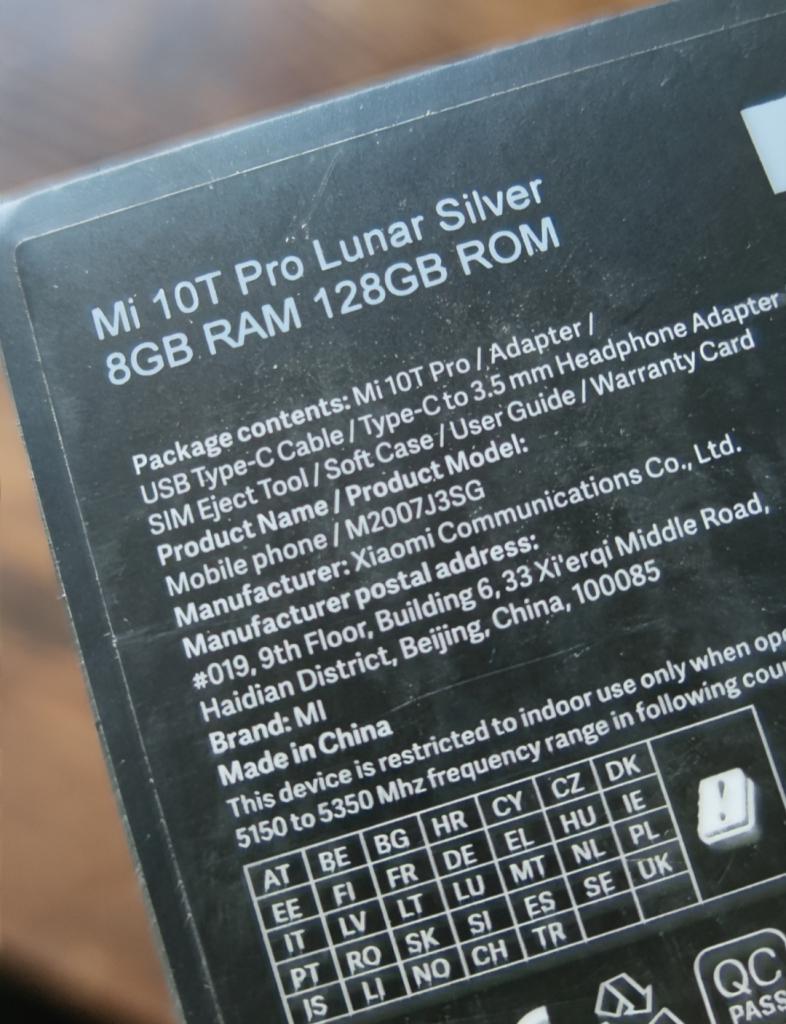 Mi 10T Pro Lunar Silver
8GB RAM 128GB ROM
Package contents: Mi 10T Pro / Adapter /
USB Type-C Cable / Type-C to 3.5 mm Headphone Adapter
SIM Eject Tool / Soft Case / User Guide / Warranty Card
Product Name / Product Model:
Mobile phone / M2007J3SG
Manufacturer: Xiaomi Communications Co., Ltd.
Manufacturer postal address:
#019, 9th Floor, Building 6, 33 Xi'erqi Middle Road,
Haidian District, Beijing, China, 100085
Brand: MI
Made in China
This device is restricted to indoor use only when
5150 to 5350 Mhz frequency range in following
AT BE BG HR CY CZ DK
EE FI FR DE EL HU IE
IT LV LT LU MT NL PL
PT RO SK SI ES SE UK
IS LI NO CH TR
QC
PASS